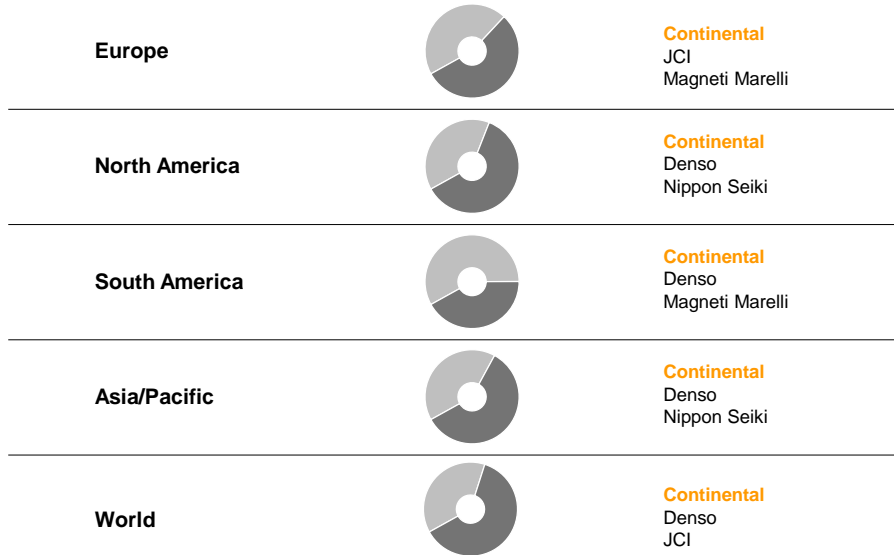 Europe
Continental
JCI
Magneti Marelli
North America
Continental
Denso
Nippon Seiki
South America
Continental
Denso
Magneti Marelli
Asia/Pacific
Continental
Denso
Nippon Seiki
World
Continental
Denso
JCI